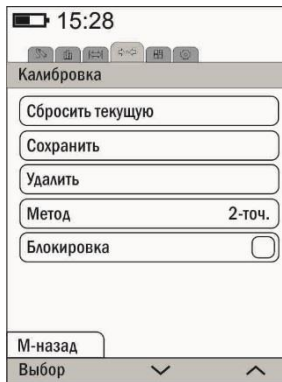 15:28
Калибровка
Сбросить текущую
Сохранить
Удалить
Метод 2-точ.
Блокировка
М-назад
Выбор